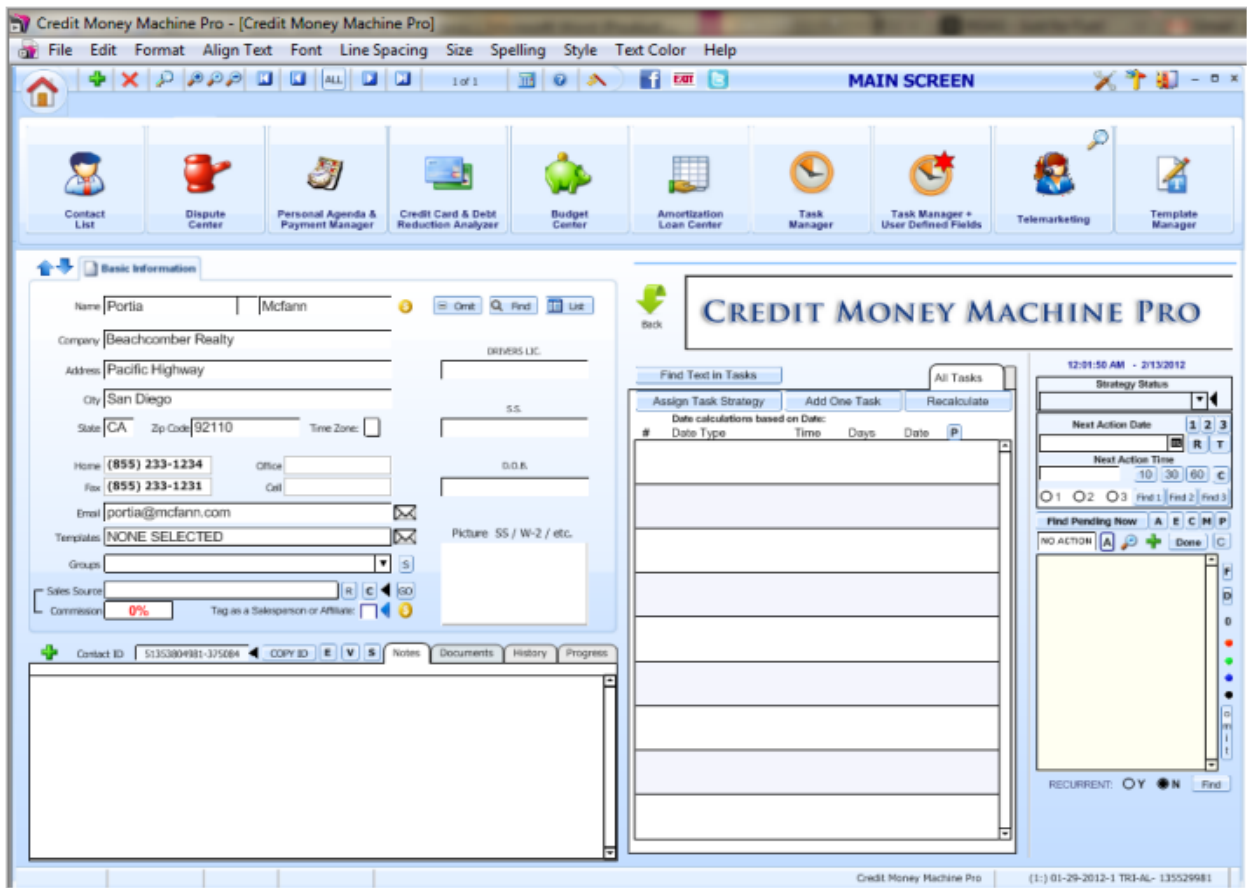 Credit Money Machine Pro - [Credit Money Machine Pro]
File Edit Format Align Text Font Line Spacing Size Spelling Style Text Color Help
ALL 1 of 1 EXIT MAIN SCREEN
Contact List
Dispute Center
Personal Agenda & Payment Manager
Credit Card & Debt Reduction Analyzer
Budget Center
Amortization Loan Center
Task Manager
Task Manager + User Defined Fields
Telemarketing
Template Manager
Basic Information
Name Portia Mcfann Omit Find List
Company Beachcomber Realty
DRIVERS LIC.
Address Pacific Highway
City San Diego
S.S.
State CA Zip Code 92110 Time Zone:
Home (855) 233-1234 Office
D.O.B.
Fax (855) 233-1231 Cell
Email portia@mcfann.com
Templates NONE SELECTED
Picture SS / W-2 / etc.
Groups S
Sales Source R C GO
Commission 0% Tag as a Salesperson or Affiliate:
Contact ID 51353804981-375084 COPY ID E V S Notes Documents History Progress
Back
CREDIT MONEY MACHINE PRO
Find Text in Tasks All Tasks
Assign Task Strategy Add One Task Recalculate
Date calculations based on Date:
# Date Type Time Days Date P
12:01:50 AM - 2/13/2012
Strategy Status
Next Action Date 1 2 3
R T
Next Action Time
10 30 60 C
1 2 3 Find 1 Find 2 Find 3
Find Pending Now A E C M P
NO ACTION A Done C
F
D
0
o
m
i
t
RECURRENT: Y N Find
Credit Money Machine Pro (1:) 01-29-2012-1 TRI-AL- 135529981